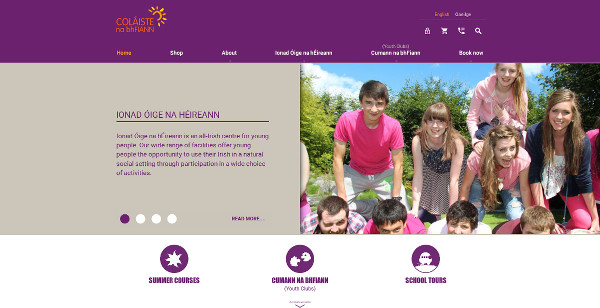 COLÁISTE
na bhFIANN
English
Gaeilge
Home
Shop
About
Ionad Óige na hÉireann
(Youth Clubs)
Cumann na bhFiann
Book now
IONAD ÓIGE NA HÉIREANN
Ionad Óige na hÉireann is an all-Irish centre for young
people. Our wide range of facilities offer young
people the opportunity to use their Irish in a natural
social setting through participation in a wide choice
of activities.
READ MORE...
SUMMER COURSES
CUMANN NA BHFIANN
(Youth Clubs)
SCHOOL TOURS